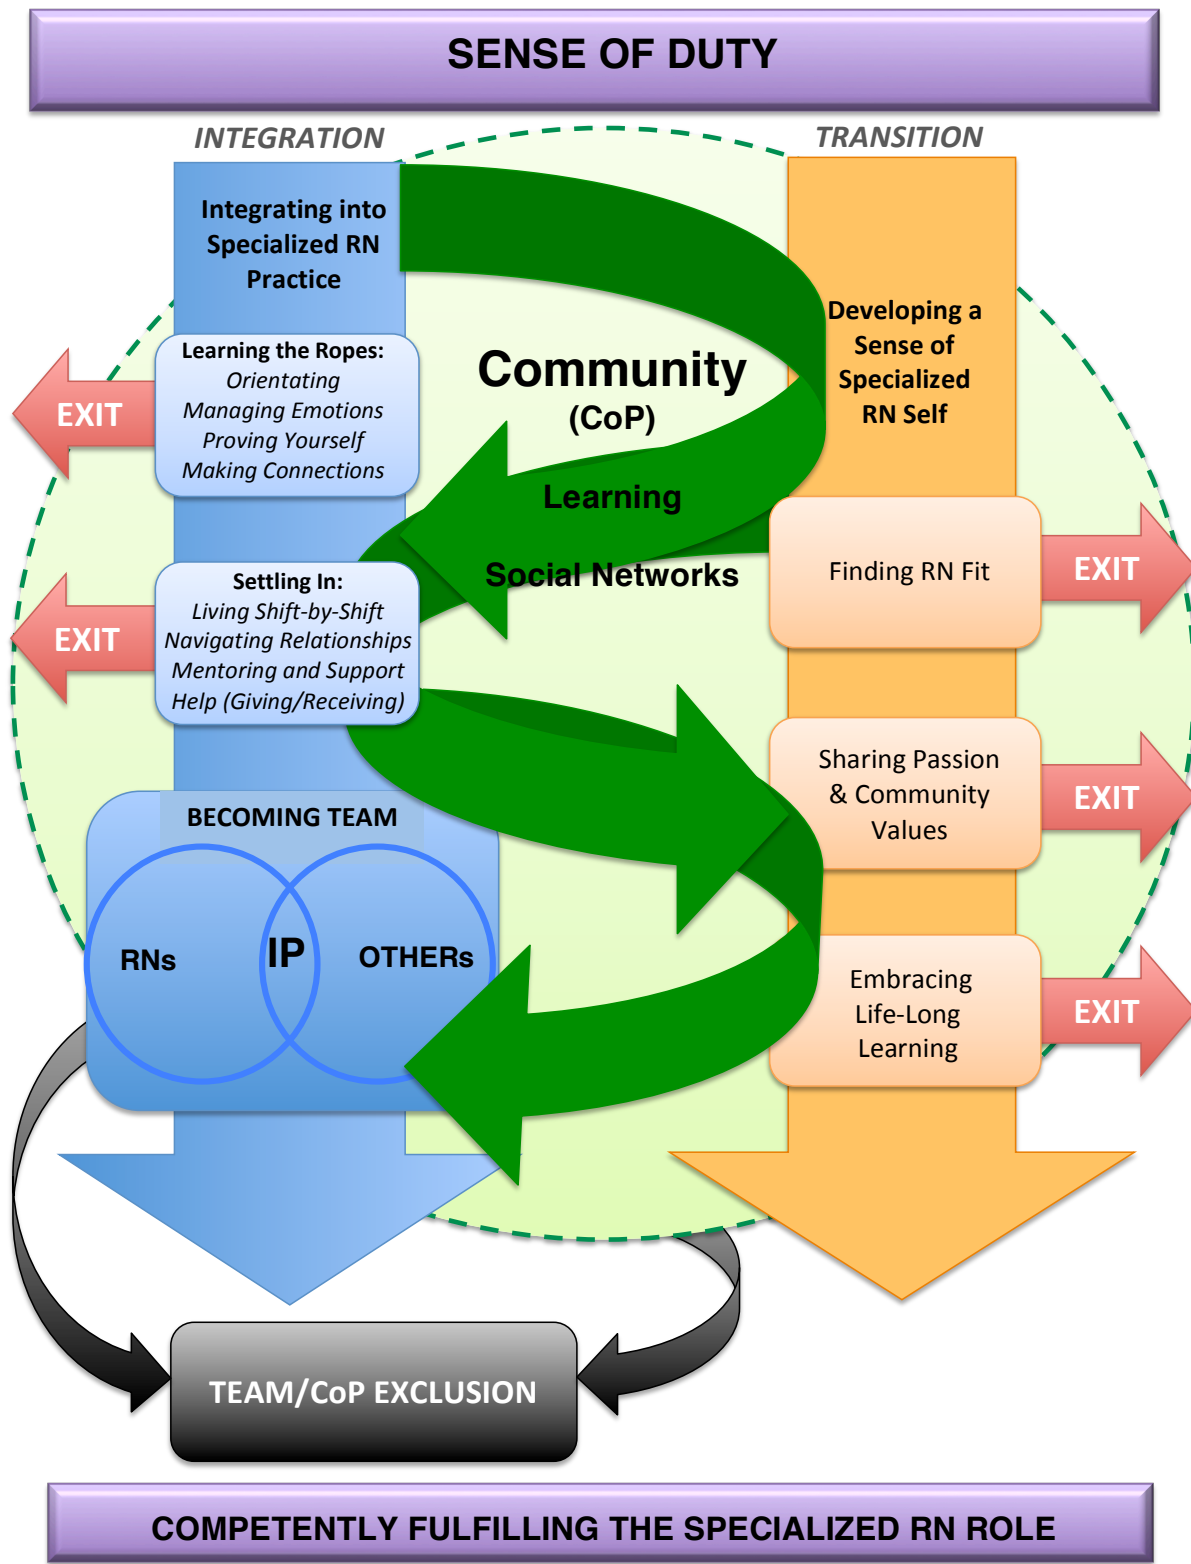 SENSE OF DUTY
INTEGRATION
TRANSITION
Integrating into
Specialized RN
Practice
Developing a
Sense of
Specialized
RN Self
Learning the Ropes:
Orientating
Managing Emotions
Proving Yourself
Making Connections
EXIT
Community
(CoP)
Learning
Social Networks
Finding RN Fit
EXIT
Settling In:
Living Shift-by-Shift
Navigating Relationships
Mentoring and Support
Help (Giving/Receiving)
EXIT
Sharing Passion
& Community
Values
EXIT
BECOMING TEAM
RNs
IP
OTHERs
Embracing
Life-Long
Learning
EXIT
TEAM/CoP EXCLUSION
COMPETENTLY FULFILLING THE SPECIALIZED RN ROLE